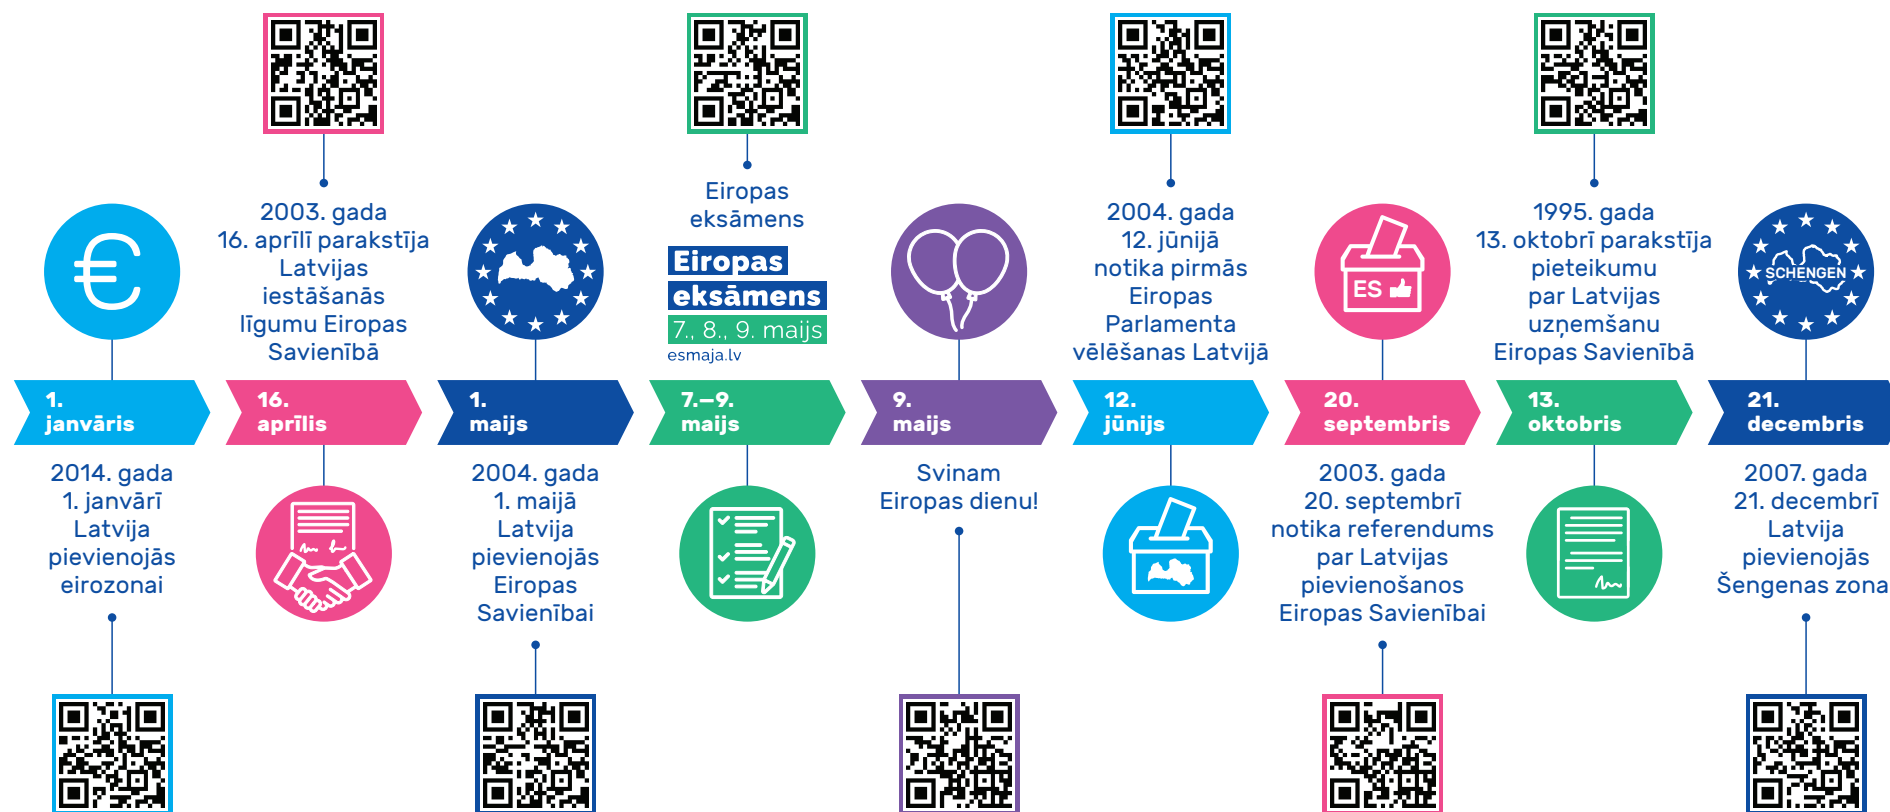 €
1.
janvāris
2014. gada
1. janvārī
Latvija
pievienojās
eirozonai
2003. gada
16. aprīlī parakstīja
Latvijas
iestāšanās
līgumu Eiropas
Savienībā
16.
aprīlis
1.
maijs
2004. gada
1. maijā
Latvija
pievienojās
Eiropas
Savienībai
Eiropas
eksāmens
Eiropas
eksāmens
7., 8., 9. maijs
esmaja.lv
7.–9.
maijs
9.
maijs
Svinam
Eiropas dienu!
2004. gada
12. jūnijā
notika pirmās
Eiropas
Parlamenta
vēlēšanas Latvijā
12.
jūnijs
ES
20.
septembris
2003. gada
20. septembrī
notika referendums
par Latvijas
pievienošanos
Eiropas Savienībai
1995. gada
13. oktobrī parakstīja
pieteikumu
par Latvijas
uzņemšanu
Eiropas Savienībā
13.
oktobris
SCHENGEN
21.
decembris
2007. gada
21. decembrī
Latvija
pievienojās
Šengenas zona